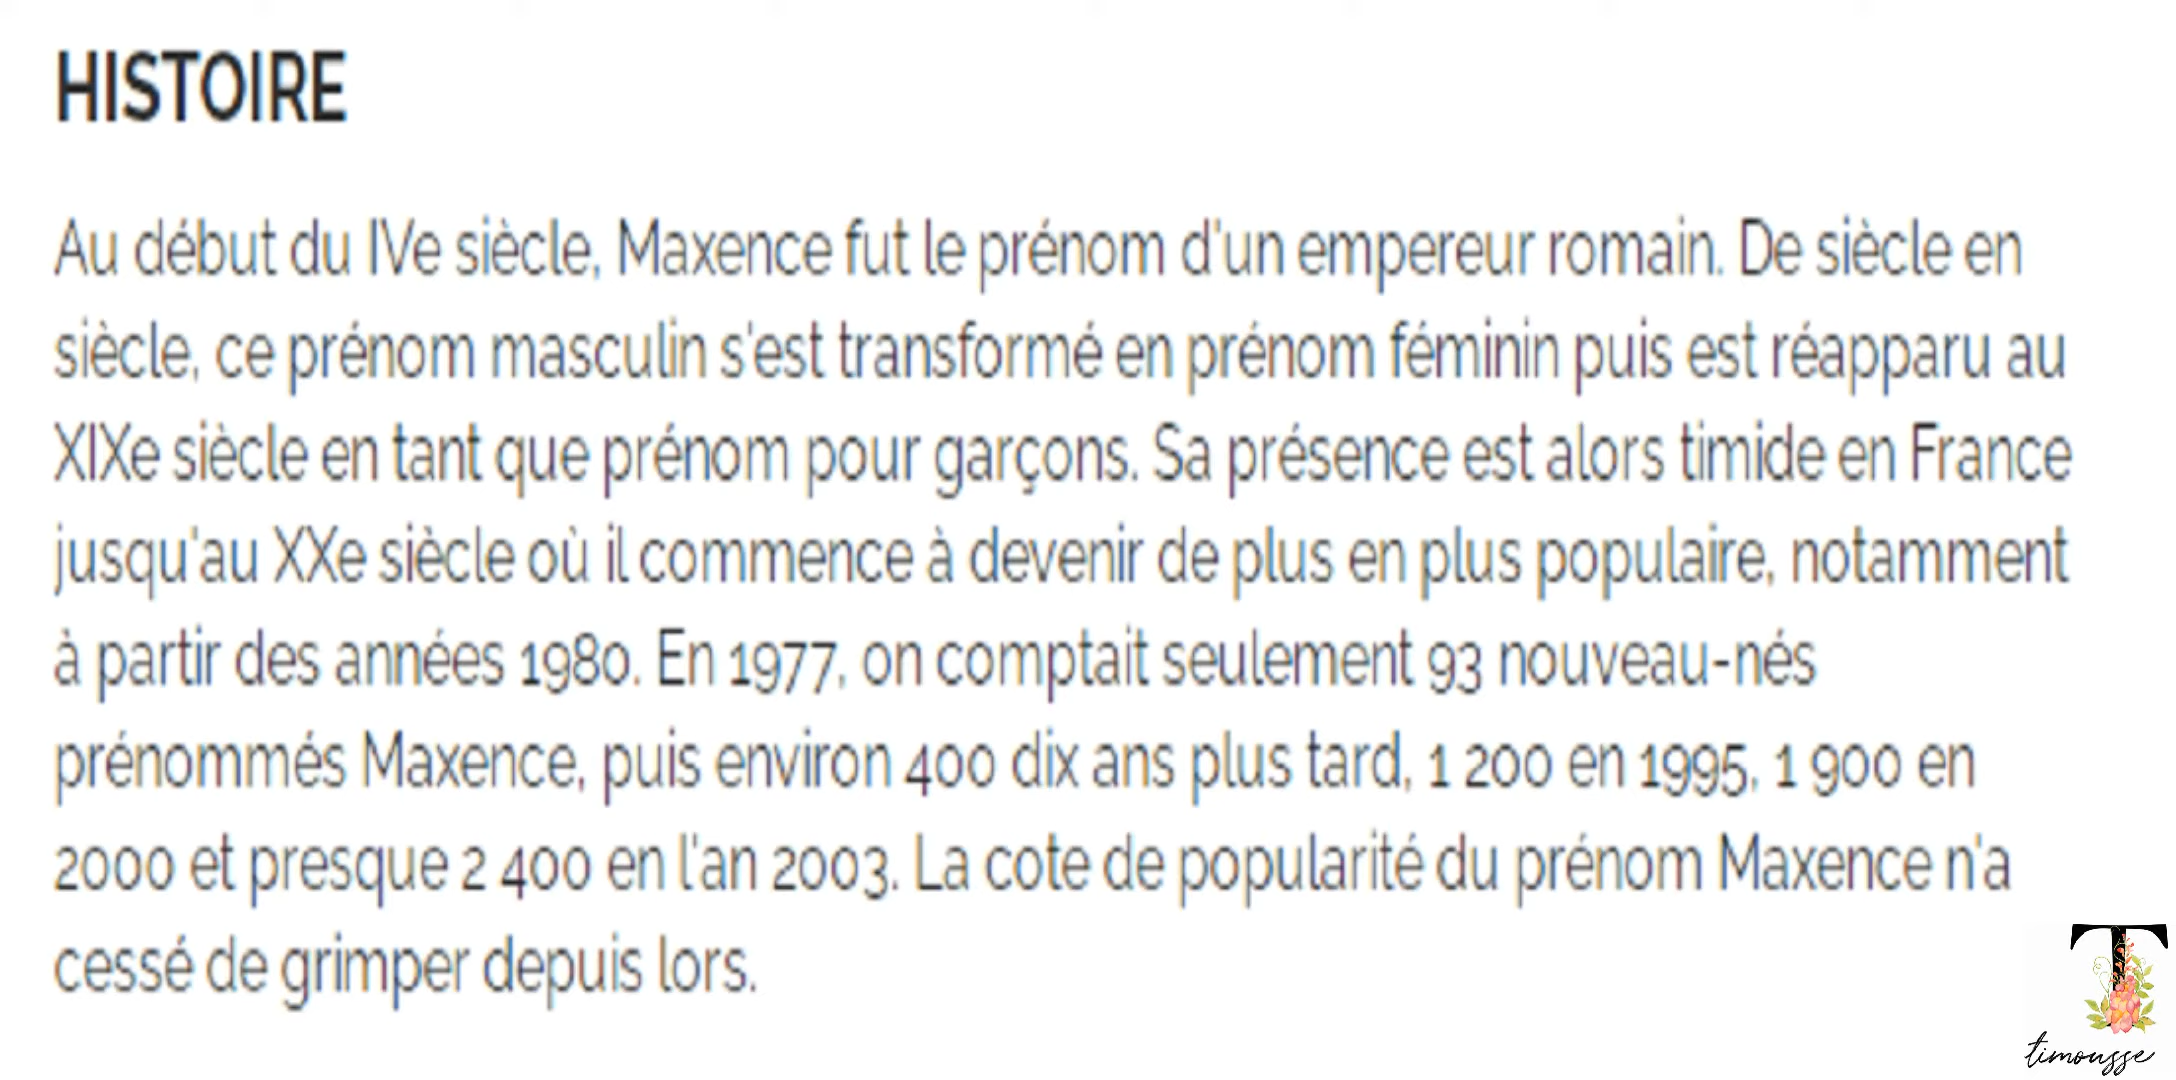 HISTOIRE
Au début du IVe siècle, Maxence fut le prénom d'un empereur romain. De siècle en
siècle, ce prénom masculin s'est transformé en prénom féminin puis est réapparu au
XIXe siècle en tant que prénom pour garçons. Sa présence est alors timide en France
jusqu'au XXe siècle où il commence à devenir de plus en plus populaire, notamment
à partir des années 1980. En 1977, on comptait seulement 93 nouveau-nés
prénommés Maxence, puis environ 400 dix ans plus tard, 1 200 en 1995, 1 900 en
2000 et presque 2 400 en l'an 2003. La cote de popularité du prénom Maxence n'a
cessé de grimper depuis lors.
T
timousse